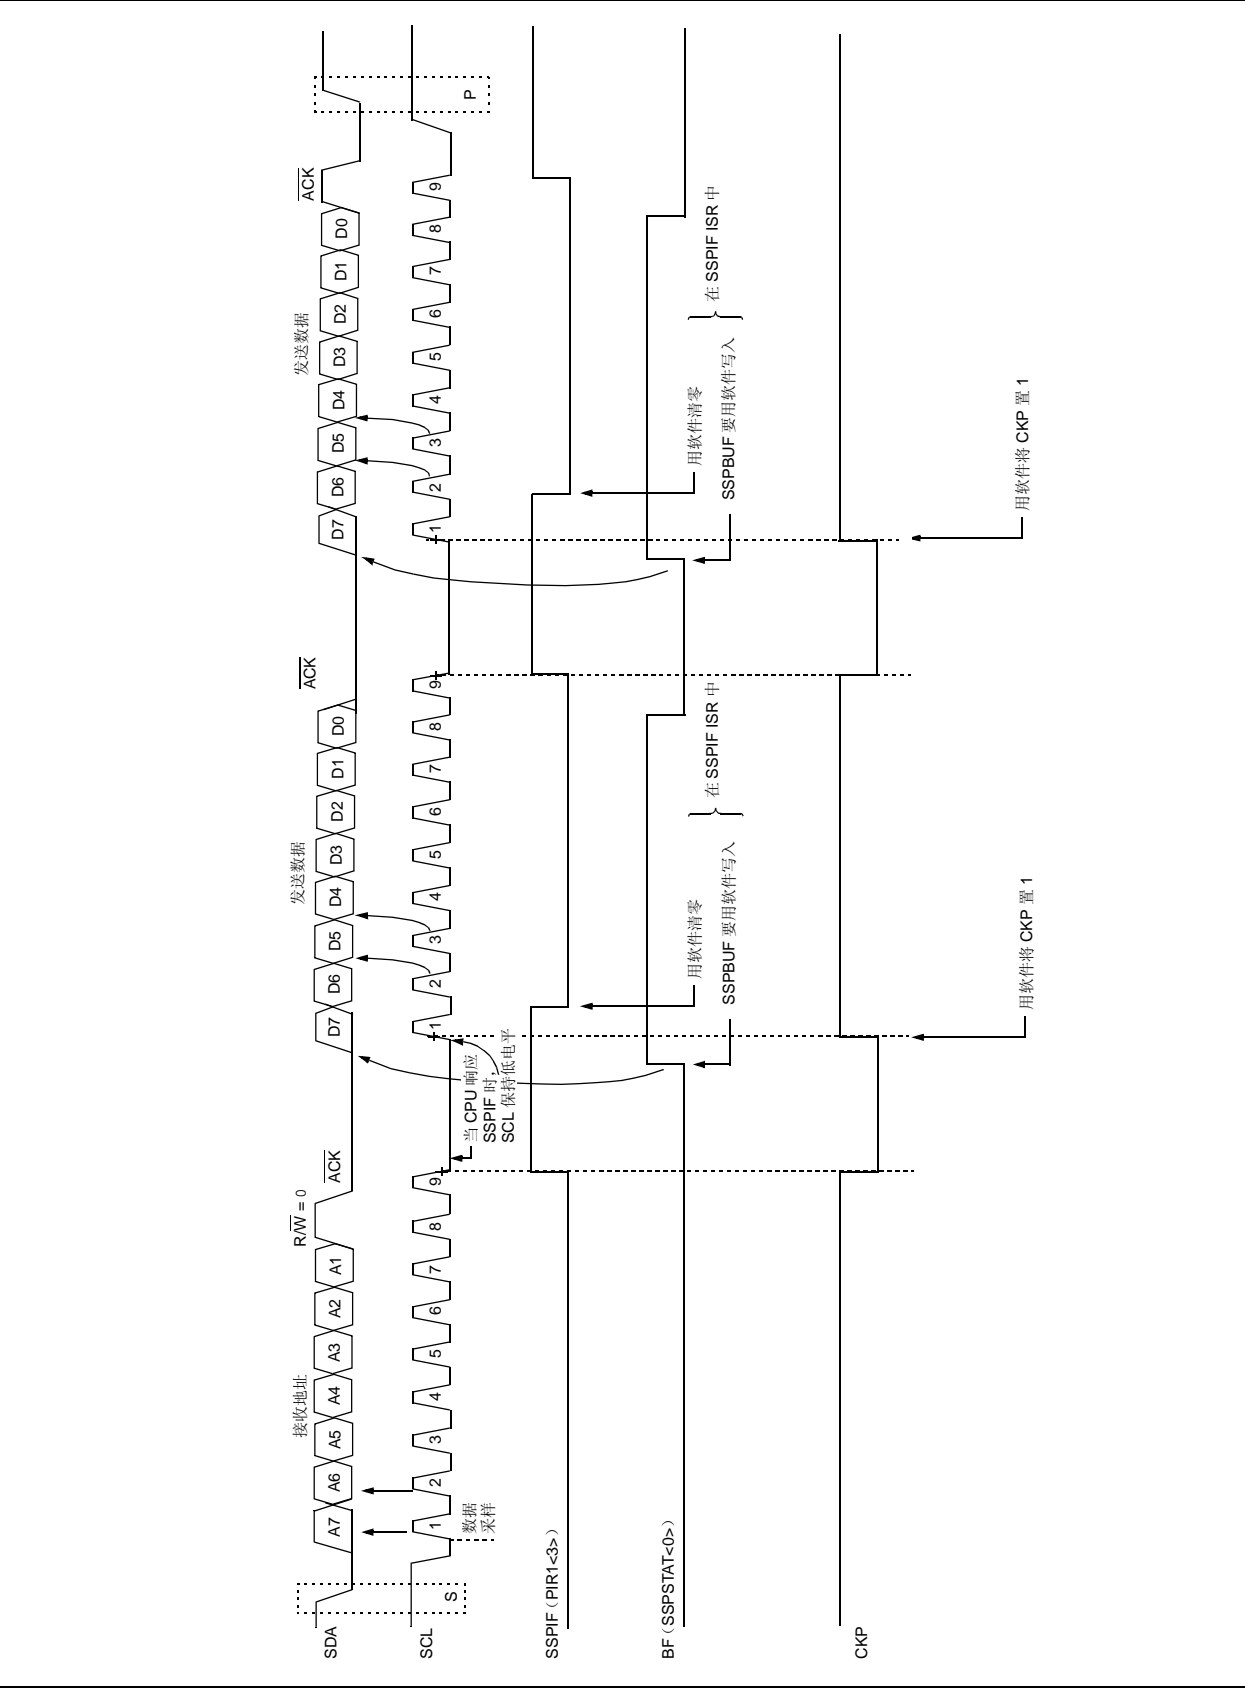 接收地址
R/W = 0
ACK
发送数据
ACK
发送数据
ACK
SDA
A7 A6 A5 A4 A3 A2 A1
D7 D6 D5 D4 D3 D2 D1 D0
D7 D6 D5 D4 D3 D2 D1 D0
SCL
1 2 3 4 5 6 7 8 9
1 2 3 4 5 6 7 8 9
1 2 3 4 5 6 7 8 9
S
数据
采样
当 CPU 响应
SSPIF 时，
SCL 保持低电平
P
SSPIF（PIR1<3>）
BF（SSPSTAT<0>）
用软件清零
SSPBUF 要用软件写入
在 SSPIF ISR 中
用软件清零
SSPBUF 要用软件写入
在 SSPIF ISR 中
CKP
用软件将 CKP 置 1
用软件将 CKP 置 1